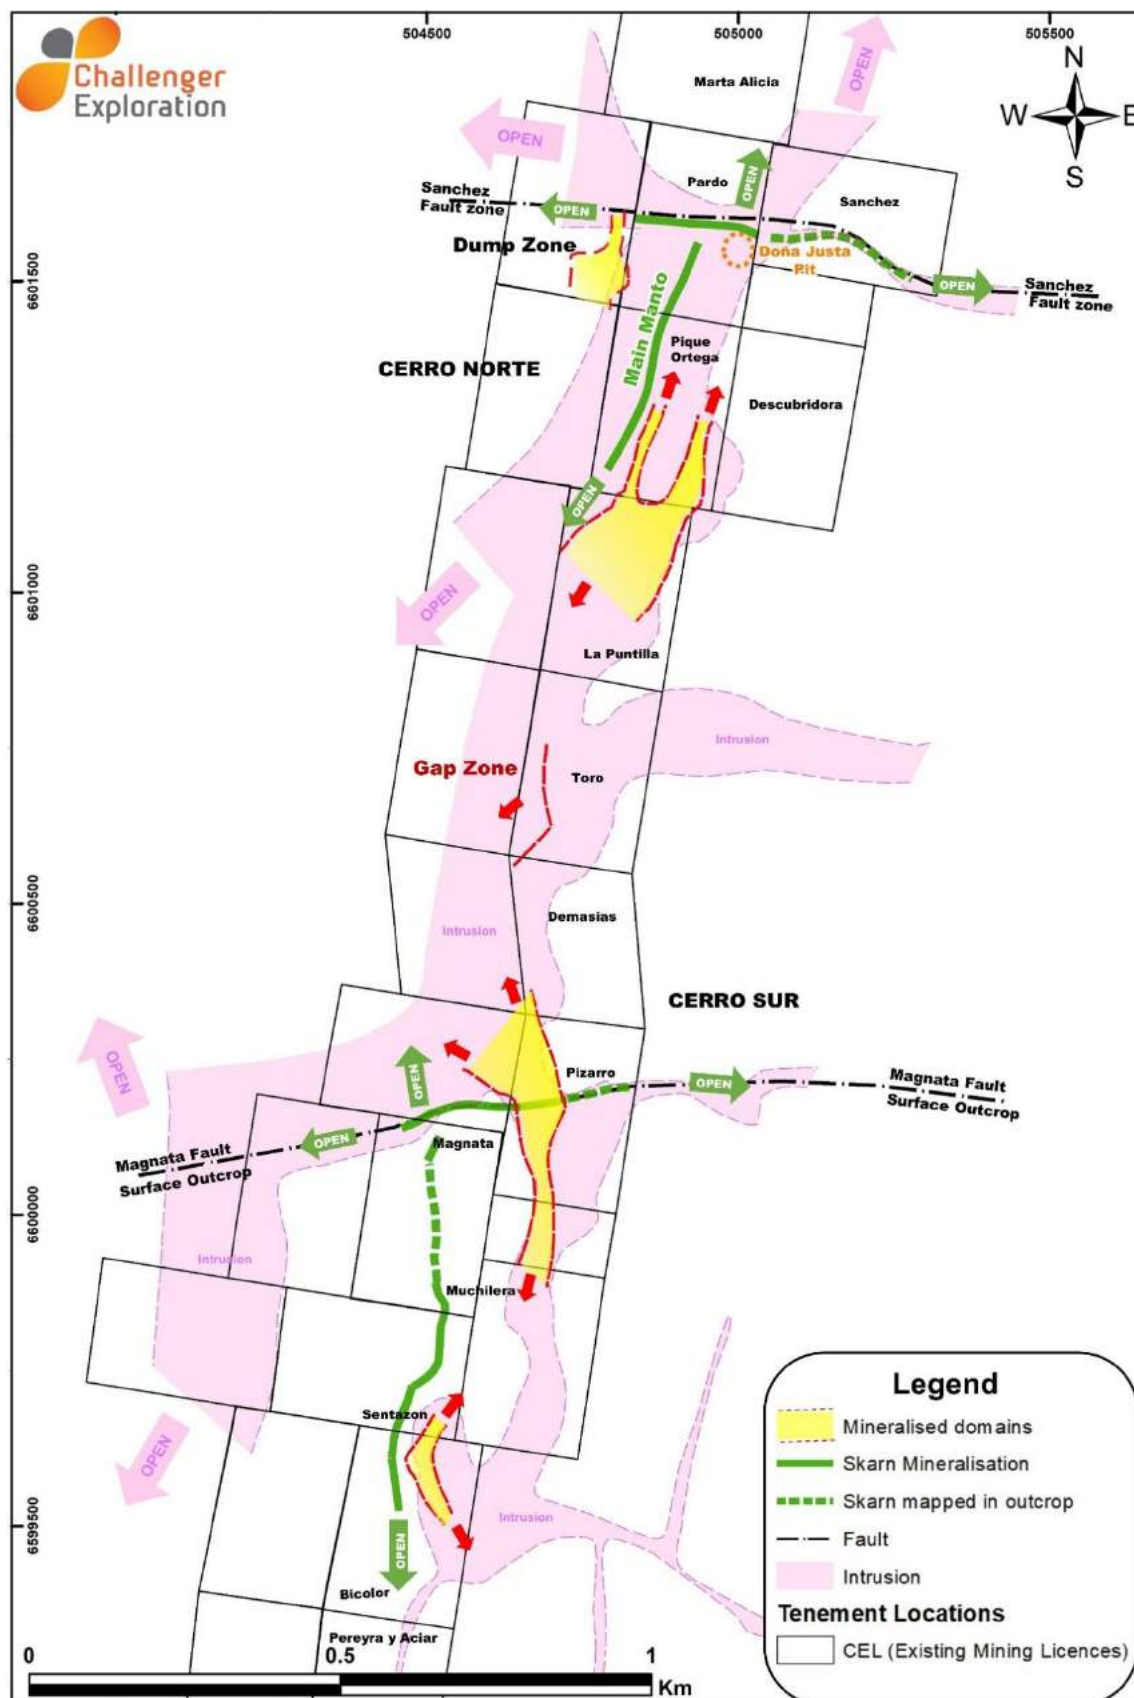 Challenger
Exploration
504500
505000
505500
N
W
E
S
OPEN
OPEN
Marta Alicia
Pardo
OPEN
Sanchez
Sanchez
Fault zone
OPEN
Dump Zone
Doña Justa
Pit
OPEN
Sanchez
Fault zone
6601500
Main Manto
CERRO NORTE
Pique
Ortega
Descubridora
OPEN
6601000
OPEN
La Puntilla
Intrusion
Gap Zone
Toro
6600500
Demasias
Intrusion
CERRO SUR
OPEN
OPEN
Pizarro
OPEN
Magnata Fault
Surface Outcrop
OPEN
Magnata
Magnata Fault
Surface Outcrop
6600000
Intrusion
Muchilera
Sentazon
OPEN
6599500
Intrusion
OPEN
Bicolor
Pereyra y Aciar
Legend
Mineralised domains
Skarn Mineralisation
Skarn mapped in outcrop
Fault
Intrusion
Tenement Locations
CEL (Existing Mining Licences)
0
0.5
1
Km